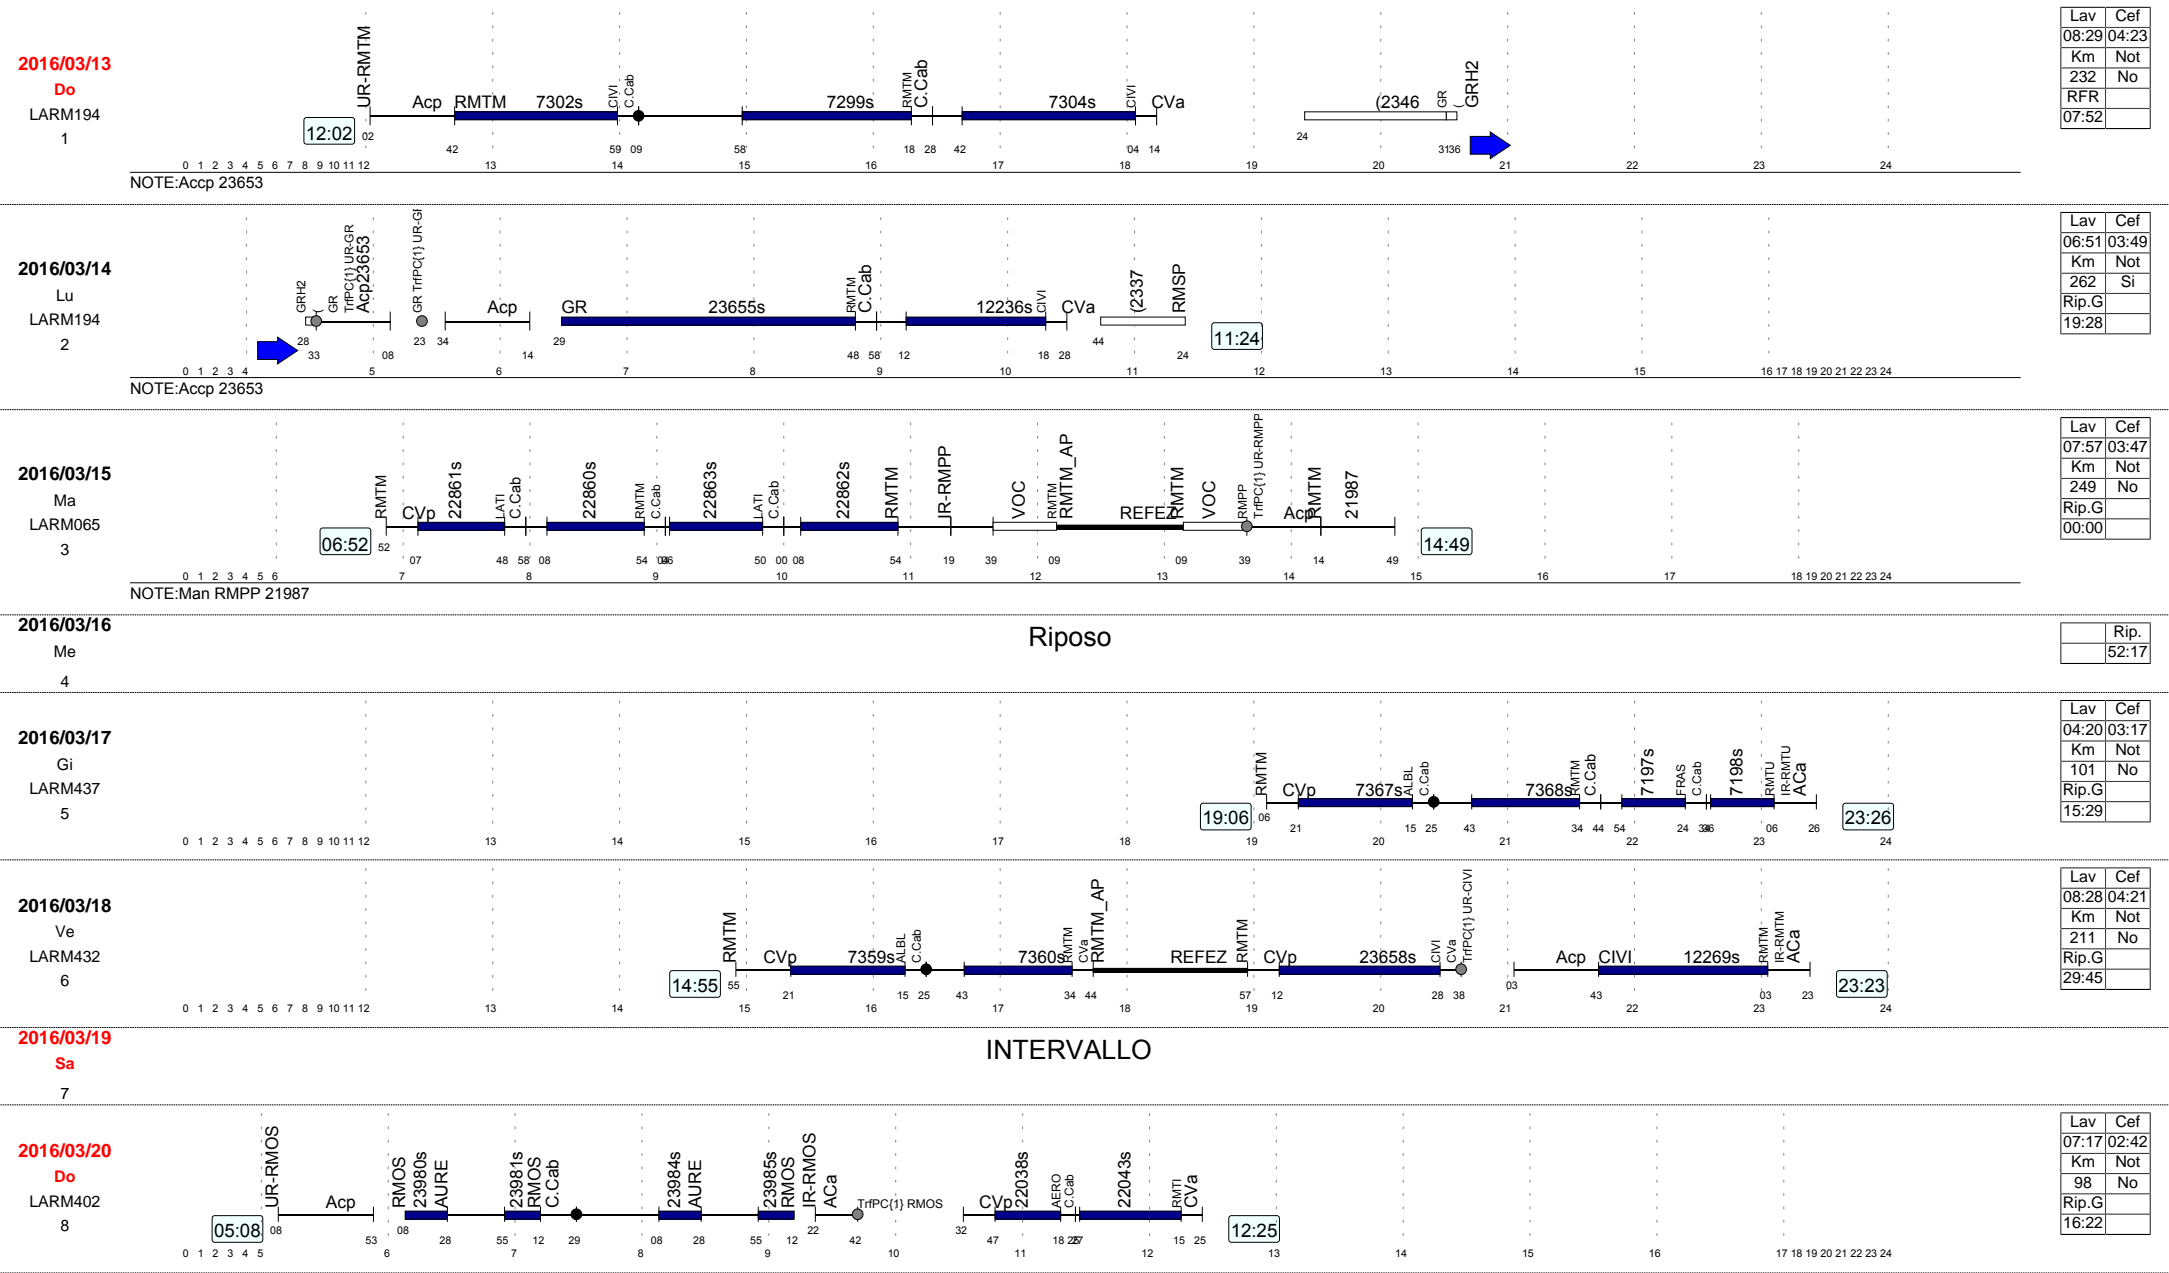 2016/03/13
Do
LARM194
1
12:02
UR-RMTM Acp RMTM 7302s CIVI C.Cab 7299s RMTM C.Cab 7304s CIVI CVa (2346 GR ( GRH2
02 42 59 09 58 18 28 42 04 14 24 31 36
0 1 2 3 4 5 6 7 8 9 10 11 12 13 14 15 16 17 18 19 20 21 22 23 24
NOTE:Accp 23653
Lav Cef
08:29 04:23
Km Not
232 No
RFR
07:52
2016/03/14
Lu
LARM194
2
GRH2 ( GR TrfPC{1} UR-GR Acp23653 GR TrfPC{1} UR-GR Acp GR 23655s RMTM C.Cab 12236s CIVI CVa (2337 RMSP
11:24
28 33 08 23 34 14 29 48 58 12 18 28 44 24
0 1 2 3 4 5 6 7 8 9 10 11 12 13 14 15 16 17 18 19 20 21 22 23 24
NOTE:Accp 23653
Lav Cef
06:51 03:49
Km Not
262 Si
Rip.G
19:28
2016/03/15
Ma
LARM065
3
06:52
RMTM CVp 22861s LATI C.Cab 22860s RMTM C.Cab 22863s LATI C.Cab 22862s RMTM IR-RMPP VOC RMTM RMTM_AP REFEZ RMTM VOC RMPP TrfPC{1} UR-RMPP Acp RMTM 21987
14:49
52 07 48 58 08 54 04 06 50 00 08 54 19 39 09 09 39 14 49
0 1 2 3 4 5 6 7 8 9 10 11 12 13 14 15 16 17 18 19 20 21 22 23 24
NOTE:Man RMPP 21987
Lav Cef
07:57 03:47
Km Not
249 No
Rip.G
00:00
2016/03/16
Me
4
Riposo
Rip.
52:17
2016/03/17
Gi
LARM437
5
19:06
RMTM CVp 7367s ALBL C.Cab 7368s RMTM C.Cab 7197s FRAS C.Cab 7198s RMTU IR-RMTU ACa
23:26
06 21 15 25 43 34 44 54 24 34 36 06 26
0 1 2 3 4 5 6 7 8 9 10 11 12 13 14 15 16 17 18 19 20 21 22 23 24
Lav Cef
04:20 03:17
Km Not
101 No
Rip.G
15:29
2016/03/18
Ve
LARM432
6
14:55
RMTM CVp 7359s ALBL C.Cab 7360s RMTM CVa RMTM_AP REFEZ RMTM CVp 23658s CIVI CVa TrfPC{1} UR-CIVI Acp CIVI 12269s RMTM IR-RMTM ACa
23:23
55 21 15 25 43 34 44 57 12 28 38 03 43 03 23
0 1 2 3 4 5 6 7 8 9 10 11 12 13 14 15 16 17 18 19 20 21 22 23 24
Lav Cef
08:28 04:21
Km Not
211 No
Rip.G
29:45
2016/03/19
Sa
7
INTERVALLO
2016/03/20
Do
LARM402
8
05:08
UR-RMOS Acp RMOS 23980s AURE 23981s RMOS C.Cab 23984s AURE 23985s RMOS IR-RMOS ACa TrfPC{1} RMOS CVp 22038s AERO C.Cab 22043s RMTI CVa
12:25
08 53 08 28 55 12 29 08 28 55 12 22 42 32 47 18 25 27 15 25
0 1 2 3 4 5 6 7 8 9 10 11 12 13 14 15 16 17 18 19 20 21 22 23 24
Lav Cef
07:17 02:42
Km Not
98 No
Rip.G
16:22